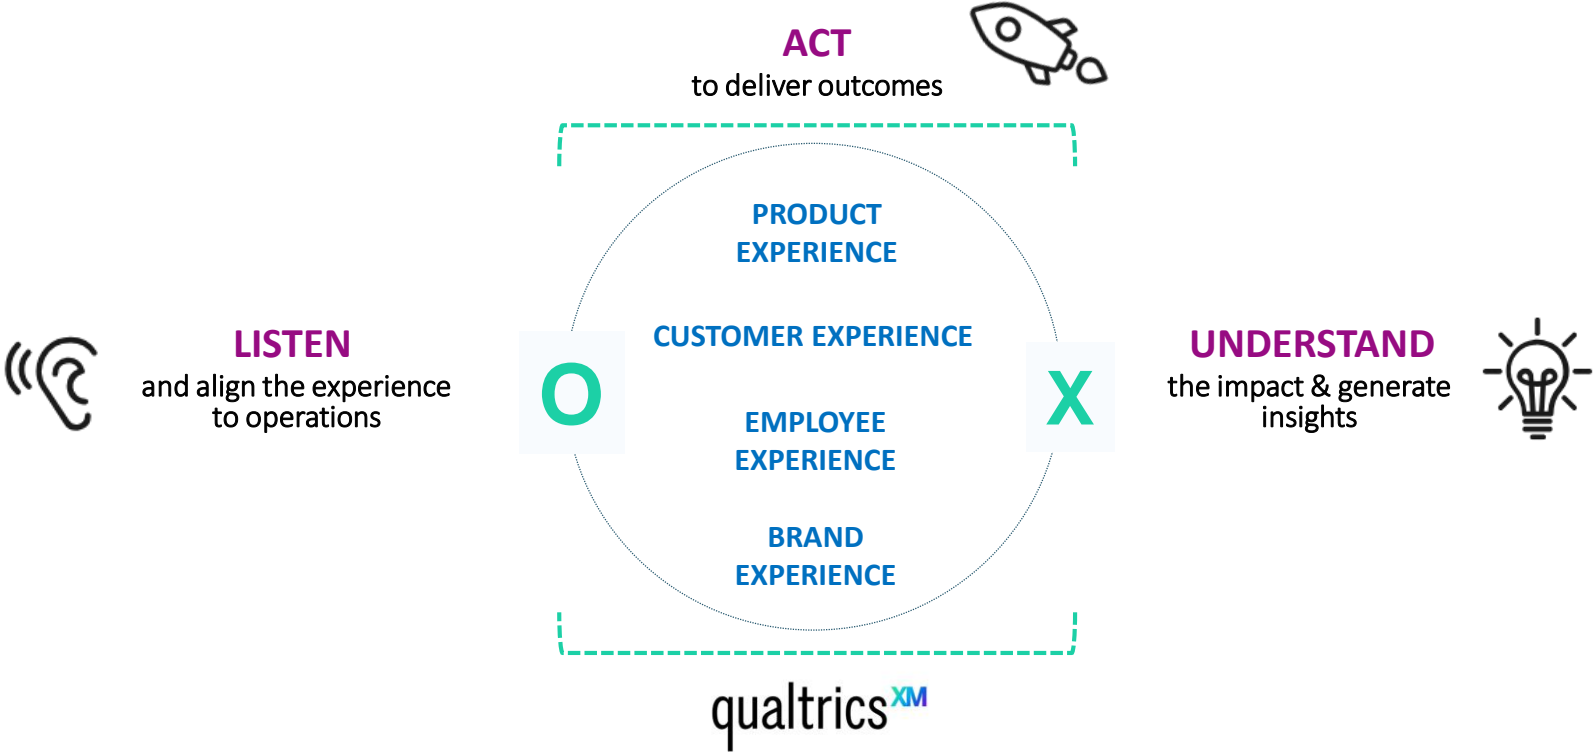 ACT
to deliver outcomes
PRODUCT
EXPERIENCE
CUSTOMER EXPERIENCE
LISTEN
and align the experience
to operations
O
X
UNDERSTAND
the impact & generate
insights
EMPLOYEE
EXPERIENCE
BRAND
EXPERIENCE
qualtrics XM